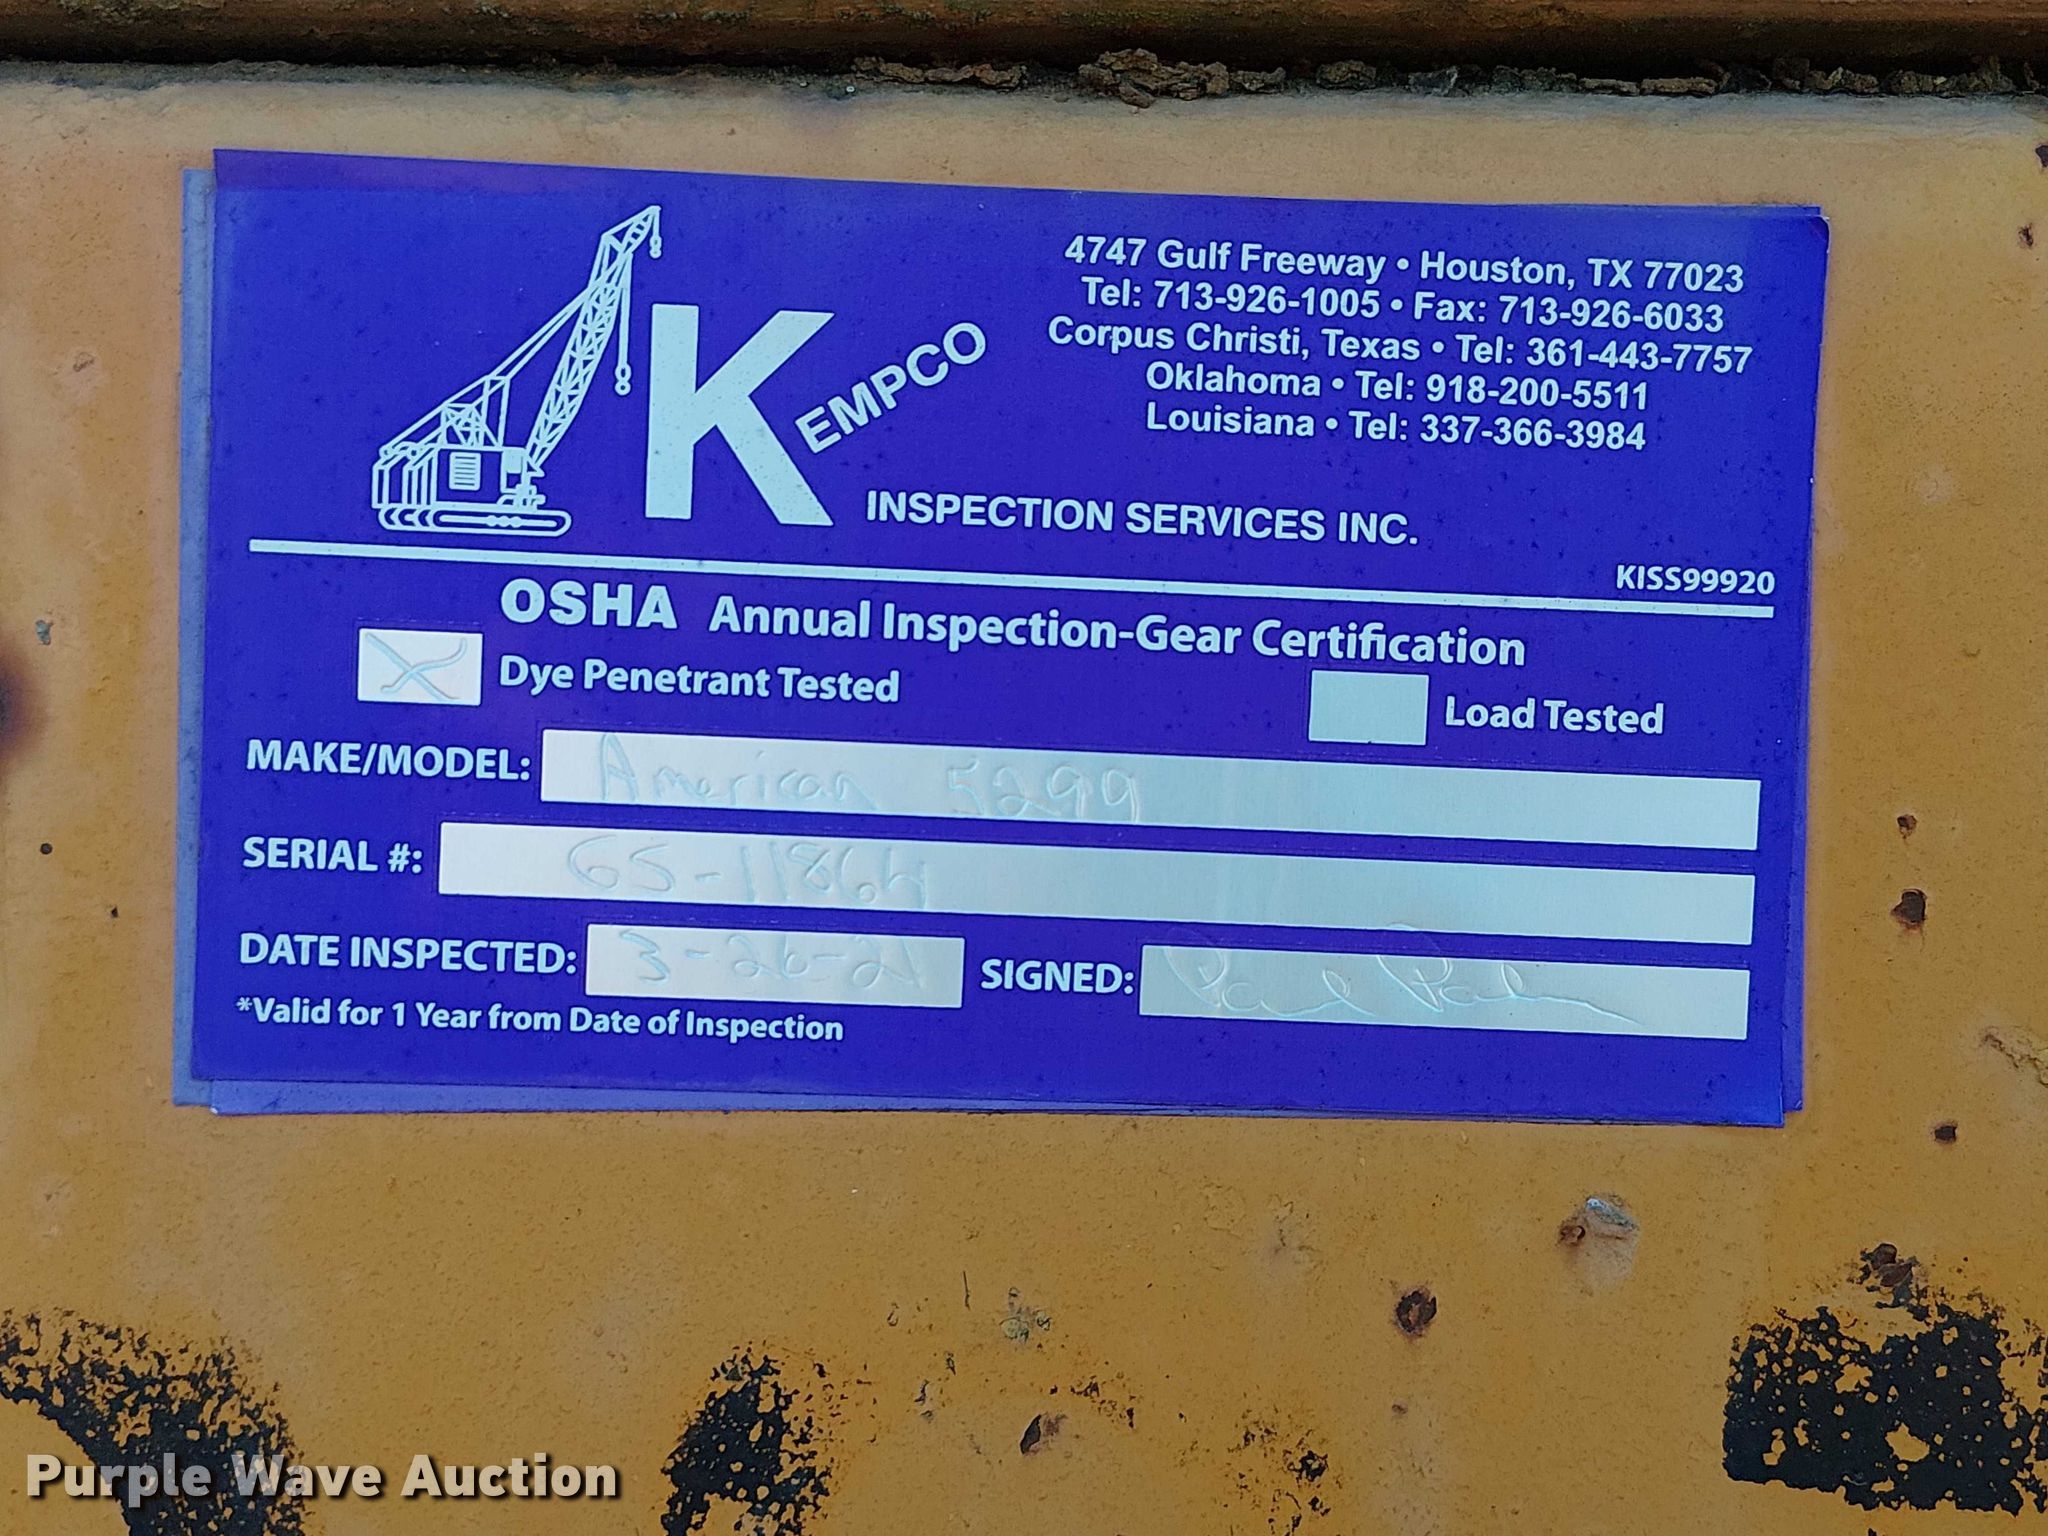 4747 Gulf Freeway • Houston, TX 77023
Tel: 713-926-1005 • Fax: 713-926-6033
Corpus Christi, Texas • Tel: 361-443-7757
Oklahoma • Tel: 918-200-5511
Louisiana • Tel: 337-366-3984
KEMPCO
INSPECTION SERVICES INC.
KISS99920
OSHA Annual Inspection-Gear Certification
X Dye Penetrant Tested Load Tested
MAKE/MODEL: American 5299
SERIAL #: GS-11864
DATE INSPECTED: 3-26-21 SIGNED: Paul
*Valid for 1 Year from Date of Inspection
Purple Wave Auction